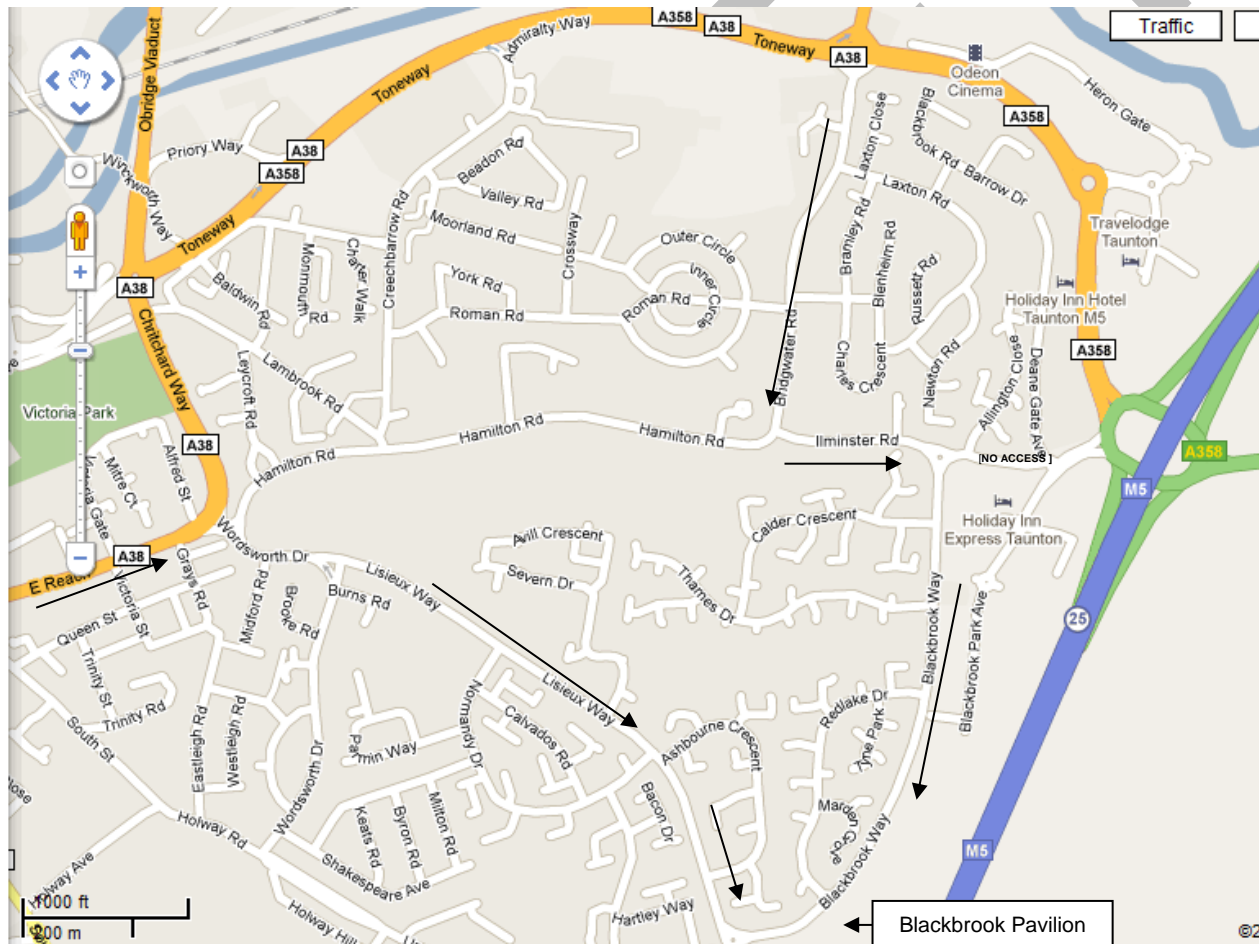 A358
A38
Toneway
Traffic
Obridge Viaduct
Admiralty Way
A38
Odeon
Cinema
Toneway
Heron Gate
A358
Winckworth Way
Priory Way
A38
A358
Beadon Rd
Valley Rd
Laxton Close
Blackbrook Rd
Barrow Dr
Laxton Rd
Toneway
Moorland Rd
Creechbarrow Rd
Crossway
Outer Circle
Inner Circle
Bramley Rd
Blenheim Rd
Russett Rd
Travelodge
Taunton
Monmouth Rd
Charter Walk
Baldwin Rd
York Rd
Roman Rd
Roman Rd
A38
Holiday Inn Hotel
Taunton M5
Chritchard Way
Bridgwater Rd
Charles Crescent
Newton Rd
Allington Close
Deane Gate Ave
A358
Leycroft Rd
Lambrook Rd
Victoria Park
Hamilton Rd
Hamilton Rd
Hamilton Rd
Ilminster Rd
[NO ACCESS ]
A358
A38
Alfred St
Mitre Ct
Victoria Gate
M5
Wordsworth Dr
Avill Crescent
Severn Dr
Calder Crescent
Holiday Inn
Express Taunton
A38
E Reach
Grays Rd
Victoria St
Lisieux Way
Burns Rd
Midford Rd
Brooke Rd
Thames Dr
Blackbrook Way
Blackbrook Park Ave
25
Queen St
Trinity St
Trinity Rd
South St
Eastleigh Rd
Westleigh Rd
Wordsworth Dr
Parmin Way
Normandy Dr
Lisieux Way
Calvados Rd
Ashbourne Crescent
Redlake Dr
Tyne Park
Close
Holway Rd
Keats Rd
Byron Rd
Milton Rd
Bacon Dr
Marden Grove
Blackbrook Way
M5
Shakespeare Ave
Holway Ave
Holway Hill
Hartley Way
1000 ft
200 m
Blackbrook Pavilion
©2